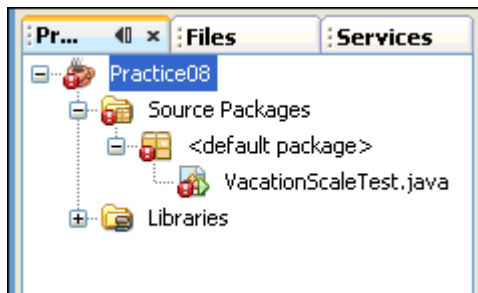 Pr... Files Services
Practice08
Source Packages
<default package>
VacationScaleTest.java
Libraries